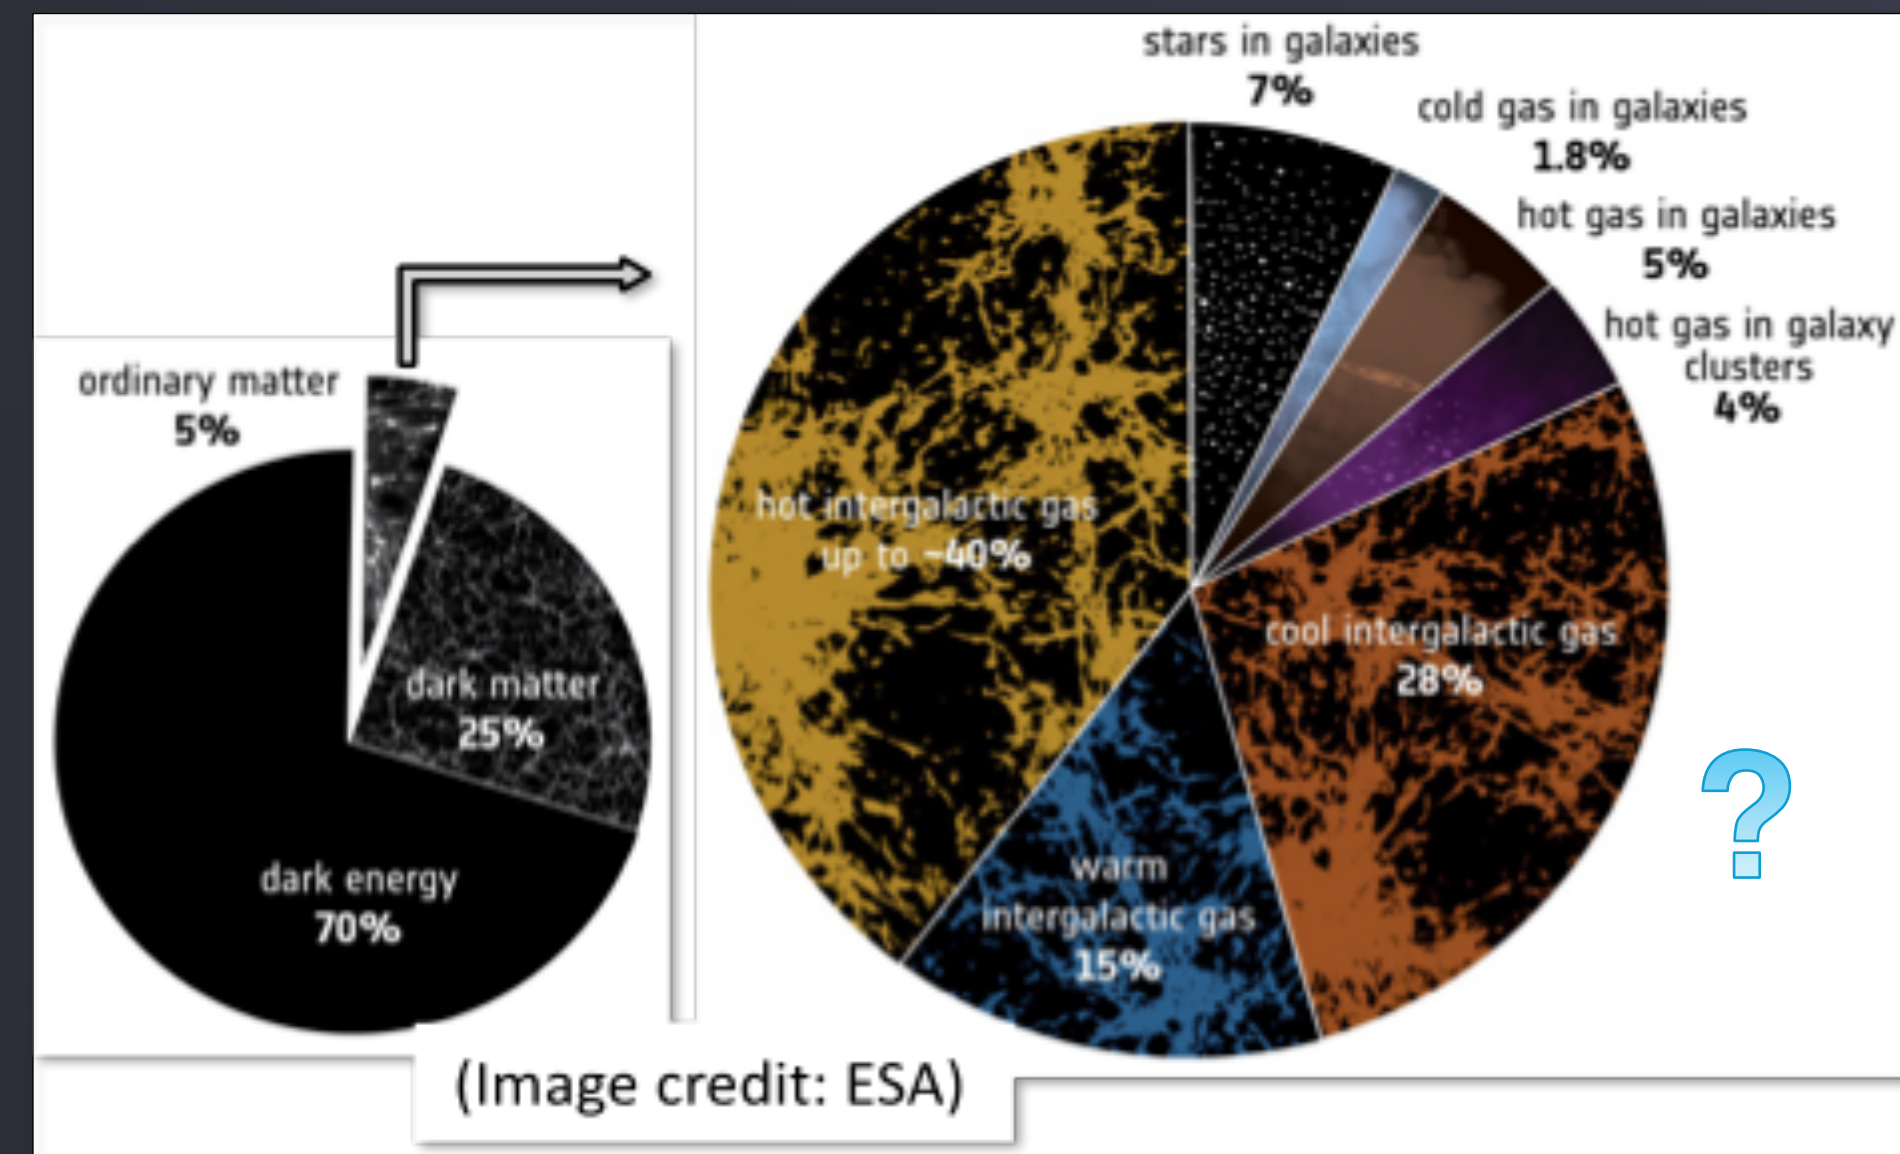 ordinary matter
5%
dark matter
25%
dark energy
70%
stars in galaxies
7%
cold gas in galaxies
1.8%
hot gas in galaxies
5%
hot gas in galaxy
clusters
4%
hot intergalactic gas
up to ~40%
cool intergalactic gas
28%
warm
intergalactic gas
15%
?
(Image credit: ESA)